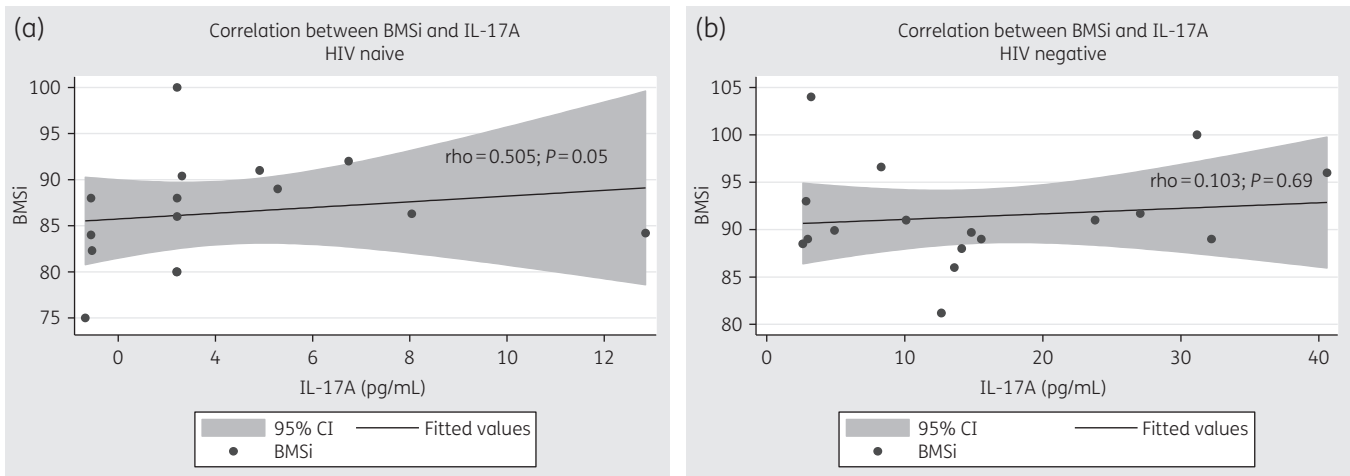 (a)
Correlation between BMSi and IL-17A
HIV naive
100
95
90
85
80
75
BMSi
rho=0.505; P=0.05
0 4 6 8 10 12
IL-17A (pg/mL)
95% CI Fitted values
BMSi
(b)
Correlation between BMSi and IL-17A
HIV negative
105
100
95
90
85
80
BMSi
rho=0.103; P=0.69
0 10 20 30 40
IL-17A (pg/mL)
95% CI Fitted values
BMSi